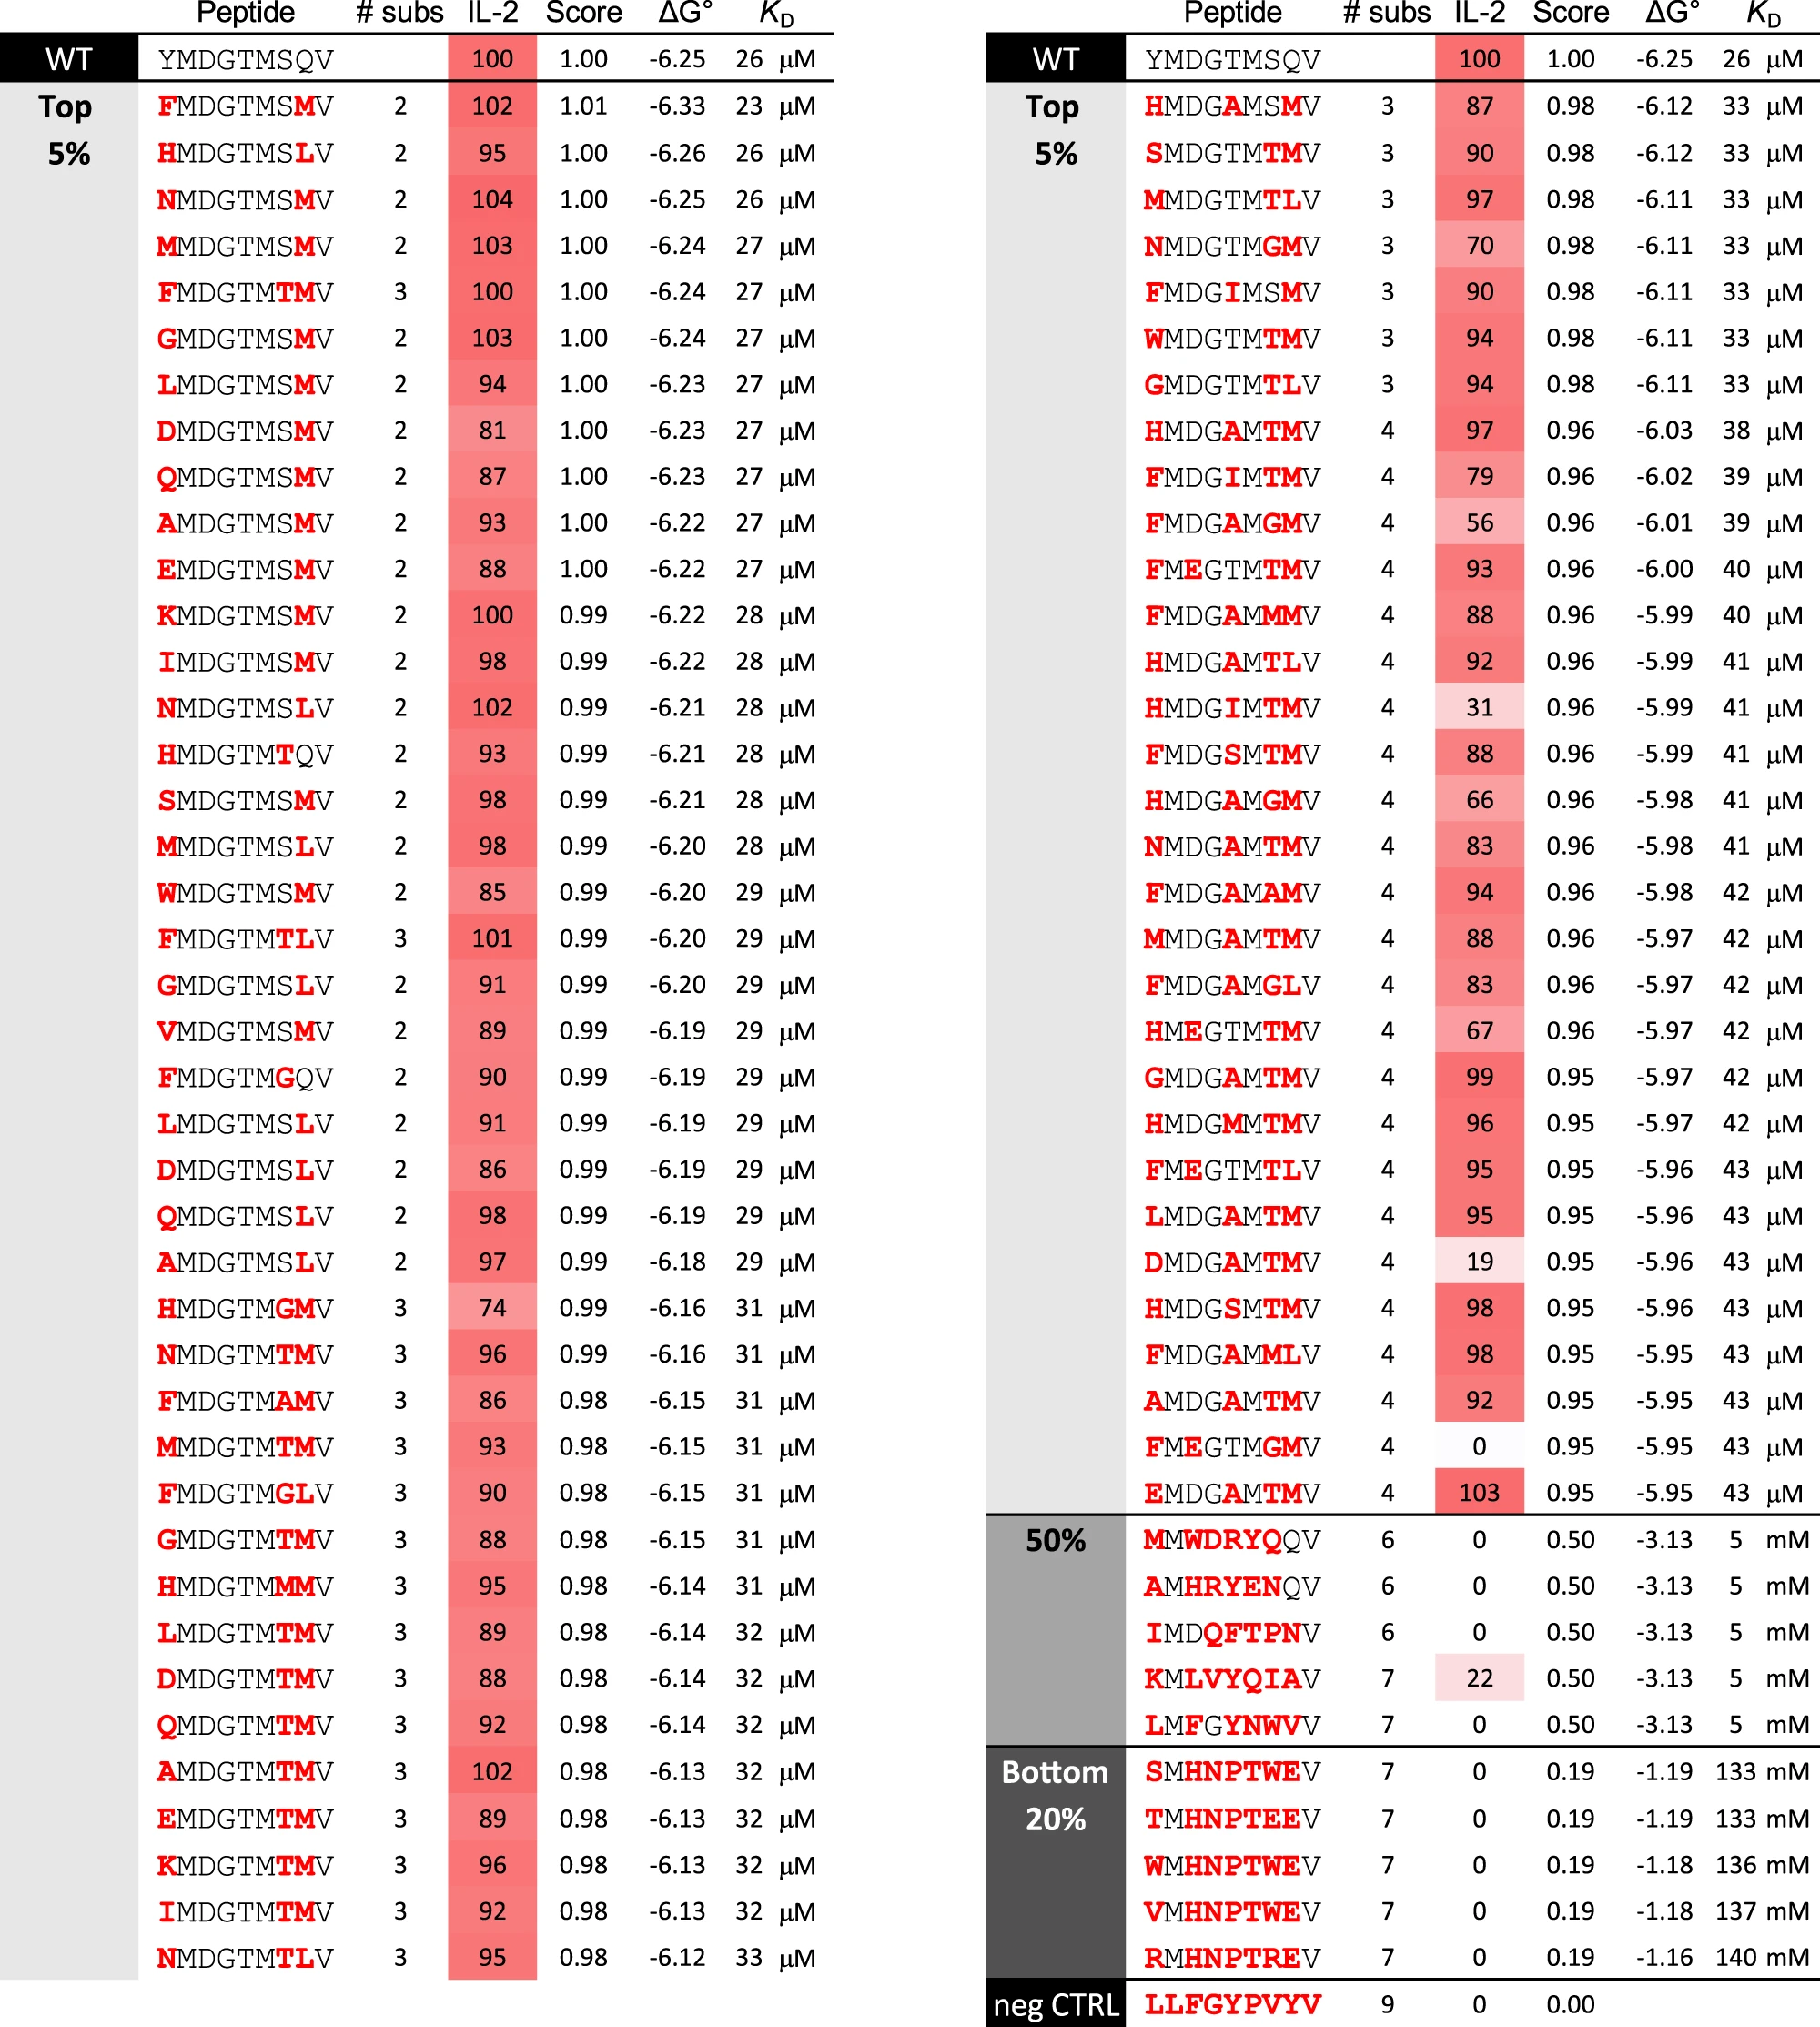 Peptide # subs IL-2 Score ΔG° KD
WT YMDGTMSQV 100 1.00 -6.25 26 μM
Top FMDGTMSMV 2 102 1.01 -6.33 23 μM
5% HMDGTMSLV 2 95 1.00 -6.26 26 μM
NMDGTMSMV 2 104 1.00 -6.25 26 μM
MMDGTMSMV 2 103 1.00 -6.24 27 μM
FMDGTMTMV 3 100 1.00 -6.24 27 μM
GMDGTMSMV 2 103 1.00 -6.24 27 μM
LMDGTMSMV 2 94 1.00 -6.23 27 μM
DMDGTMSMV 2 81 1.00 -6.23 27 μM
QMDGTMSMV 2 87 1.00 -6.23 27 μM
AMDGTMSMV 2 93 1.00 -6.22 27 μM
EMDGTMSMV 2 88 1.00 -6.22 27 μM
KMDGTMSMV 2 100 0.99 -6.22 28 μM
IMDGTMSMV 2 98 0.99 -6.22 28 μM
NMDGTMSLV 2 102 0.99 -6.21 28 μM
HMDGTMTQV 2 93 0.99 -6.21 28 μM
SMDGTMSMV 2 98 0.99 -6.21 28 μM
MMDGTMSLV 2 98 0.99 -6.20 28 μM
WMDGTMSMV 2 85 0.99 -6.20 29 μM
FMDGTMTLV 3 101 0.99 -6.20 29 μM
GMDGTMSLV 2 91 0.99 -6.20 29 μM
VMDGTMSMV 2 89 0.99 -6.19 29 μM
FMDGTMGQV 2 90 0.99 -6.19 29 μM
LMDGTMSLV 2 91 0.99 -6.19 29 μM
DMDGTMSLV 2 86 0.99 -6.19 29 μM
QMDGTMSLV 2 98 0.99 -6.19 29 μM
AMDGTMSLV 2 97 0.99 -6.18 29 μM
HMDGTMGMV 3 74 0.99 -6.16 31 μM
NMDGTMTMV 3 96 0.99 -6.16 31 μM
FMDGTMAMV 3 86 0.98 -6.15 31 μM
MMDGTMTMV 3 93 0.98 -6.15 31 μM
FMDGTMGLV 3 90 0.98 -6.15 31 μM
GMDGTMTMV 3 88 0.98 -6.15 31 μM
HMDGTMMMV 3 95 0.98 -6.14 31 μM
LMDGTMTMV 3 89 0.98 -6.14 32 μM
DMDGTMTMV 3 88 0.98 -6.14 32 μM
QMDGTMTMV 3 92 0.98 -6.14 32 μM
AMDGTMTMV 3 102 0.98 -6.13 32 μM
EMDGTMTMV 3 89 0.98 -6.13 32 μM
KMDGTMTMV 3 96 0.98 -6.13 32 μM
IMDGTMTMV 3 92 0.98 -6.13 32 μM
NMDGTMTLV 3 95 0.98 -6.12 33 μM
Peptide # subs IL-2 Score ΔG° KD
WT YMDGTMSQV 100 1.00 -6.25 26 μM
Top HMDGAMSMV 3 87 0.98 -6.12 33 μM
5% SMDGTMTMV 3 90 0.98 -6.12 33 μM
MMDGTMTLV 3 97 0.98 -6.11 33 μM
NMDGTMGMV 3 70 0.98 -6.11 33 μM
FMDGIMSMV 3 90 0.98 -6.11 33 μM
WMDGTMTMV 3 94 0.98 -6.11 33 μM
GMDGTMTLV 3 94 0.98 -6.11 33 μM
HMDGAMTMV 4 97 0.96 -6.03 38 μM
FMDGIMTMV 4 79 0.96 -6.02 39 μM
FMDGAMGMV 4 56 0.96 -6.01 39 μM
FMEGTMTMV 4 93 0.96 -6.00 40 μM
FMDGAMMMV 4 88 0.96 -5.99 40 μM
HMDGAMTLV 4 92 0.96 -5.99 41 μM
HMDGIMTMV 4 31 0.96 -5.99 41 μM
FMDGSMTMV 4 88 0.96 -5.99 41 μM
HMDGAMGMV 4 66 0.96 -5.98 41 μM
NMDGAMTMV 4 83 0.96 -5.98 41 μM
FMDGAMAMV 4 94 0.96 -5.98 42 μM
MMDGAMTMV 4 88 0.96 -5.97 42 μM
FMDGAMGLV 4 83 0.96 -5.97 42 μM
HMEGTMTMV 4 67 0.96 -5.97 42 μM
GMDGAMTMV 4 99 0.95 -5.97 42 μM
HMDGMMTMV 4 96 0.95 -5.97 42 μM
FMEGTMTLV 4 95 0.95 -5.96 43 μM
LMDGAMTMV 4 95 0.95 -5.96 43 μM
DMDGAMTMV 4 19 0.95 -5.96 43 μM
HMDGSMTMV 4 98 0.95 -5.96 43 μM
FMDGAMMLV 4 98 0.95 -5.95 43 μM
AMDGAMTMV 4 92 0.95 -5.95 43 μM
FMEGTMGMV 4 0 0.95 -5.95 43 μM
EMDGAMTMV 4 103 0.95 -5.95 43 μM
50% MMWDRYQQV 6 0 0.50 -3.13 5 mM
AMHRYENQV 6 0 0.50 -3.13 5 mM
IMDQFTPNV 6 0 0.50 -3.13 5 mM
KMLVYQIAV 7 22 0.50 -3.13 5 mM
LMFGYNWVV 7 0 0.50 -3.13 5 mM
Bottom SMHNPTWEV 7 0 0.19 -1.19 133 mM
20% TMHNPTEEV 7 0 0.19 -1.19 133 mM
WMHNPTWEV 7 0 0.19 -1.18 136 mM
VMHNPTWEV 7 0 0.19 -1.18 137 mM
RMHNPTREV 7 0 0.19 -1.16 140 mM
neg CTRL LLFGYPVYV 9 0 0.00